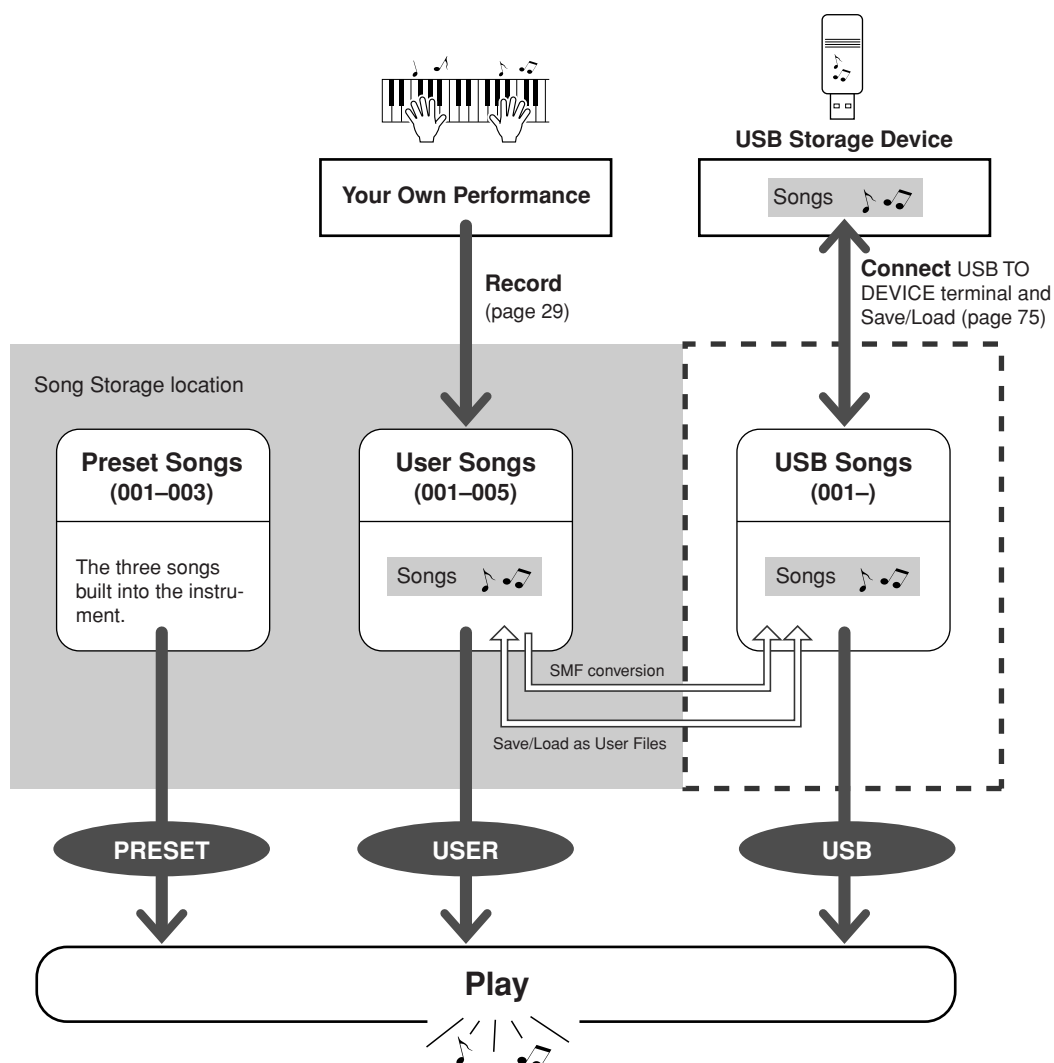 USB Storage Device
Your Own Performance
Songs
Record
(page 29)
Connect USB TO
DEVICE terminal and
Save/Load (page 75)
Song Storage location
Preset Songs
(001–003)
The three songs
built into the instru-
ment.
User Songs
(001–005)
Songs
USB Songs
(001–)
Songs
SMF conversion
Save/Load as User Files
PRESET
USER
USB
Play